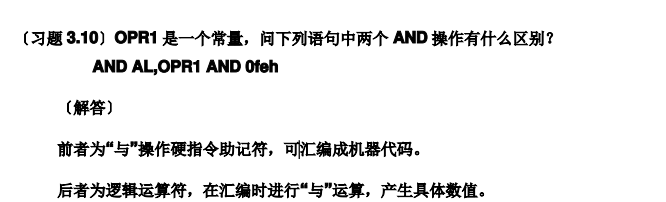 〔习题 3.10〕OPR1 是一个常量，问下列语句中两个 AND 操作有什么区别？
AND AL,OPR1 AND 0feh
〔解答〕
前者为“与”操作硬指令助记符，可汇编成机器代码。
后者为逻辑运算符，在汇编时进行“与”运算，产生具体数值。